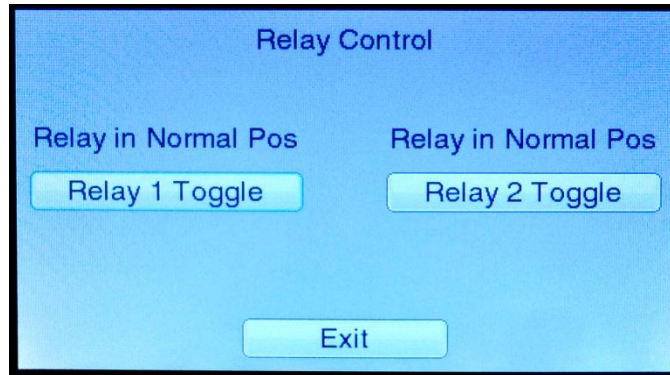 Relay Control
Relay in Normal Pos
Relay in Normal Pos
Relay 1 Toggle
Relay 2 Toggle
Exit